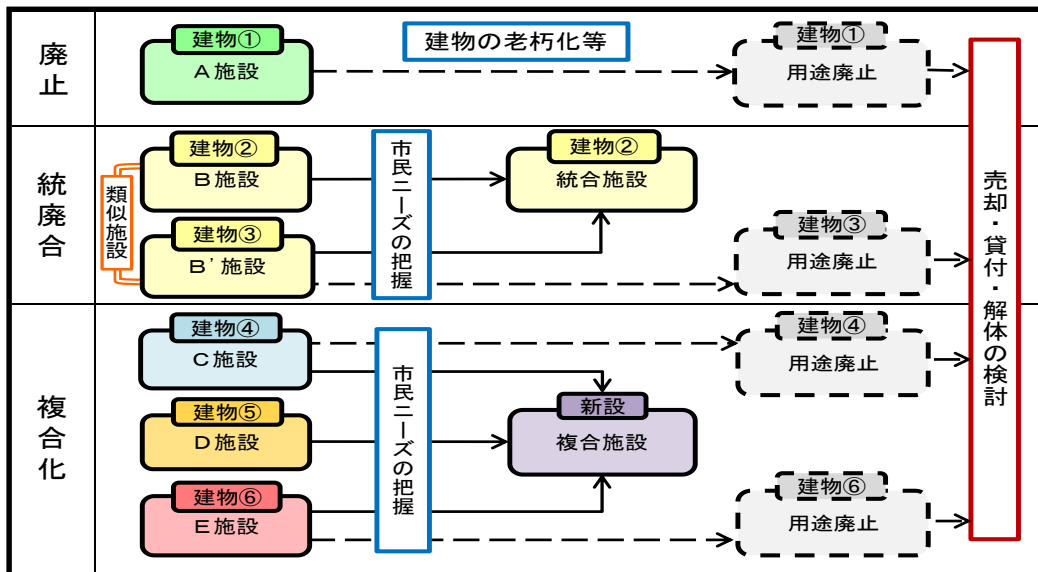 廃止
建物①
A施設
建物の老朽化等
建物①
用途廃止
統廃合
類似施設
建物②
B施設
建物③
B'施設
市民ニーズの把握
建物②
統合施設
建物③
用途廃止
複合化
建物④
C施設
建物⑤
D施設
建物⑥
E施設
市民ニーズの把握
新設
複合施設
建物④
用途廃止
建物⑥
用途廃止
売却・貸付・解体の検討